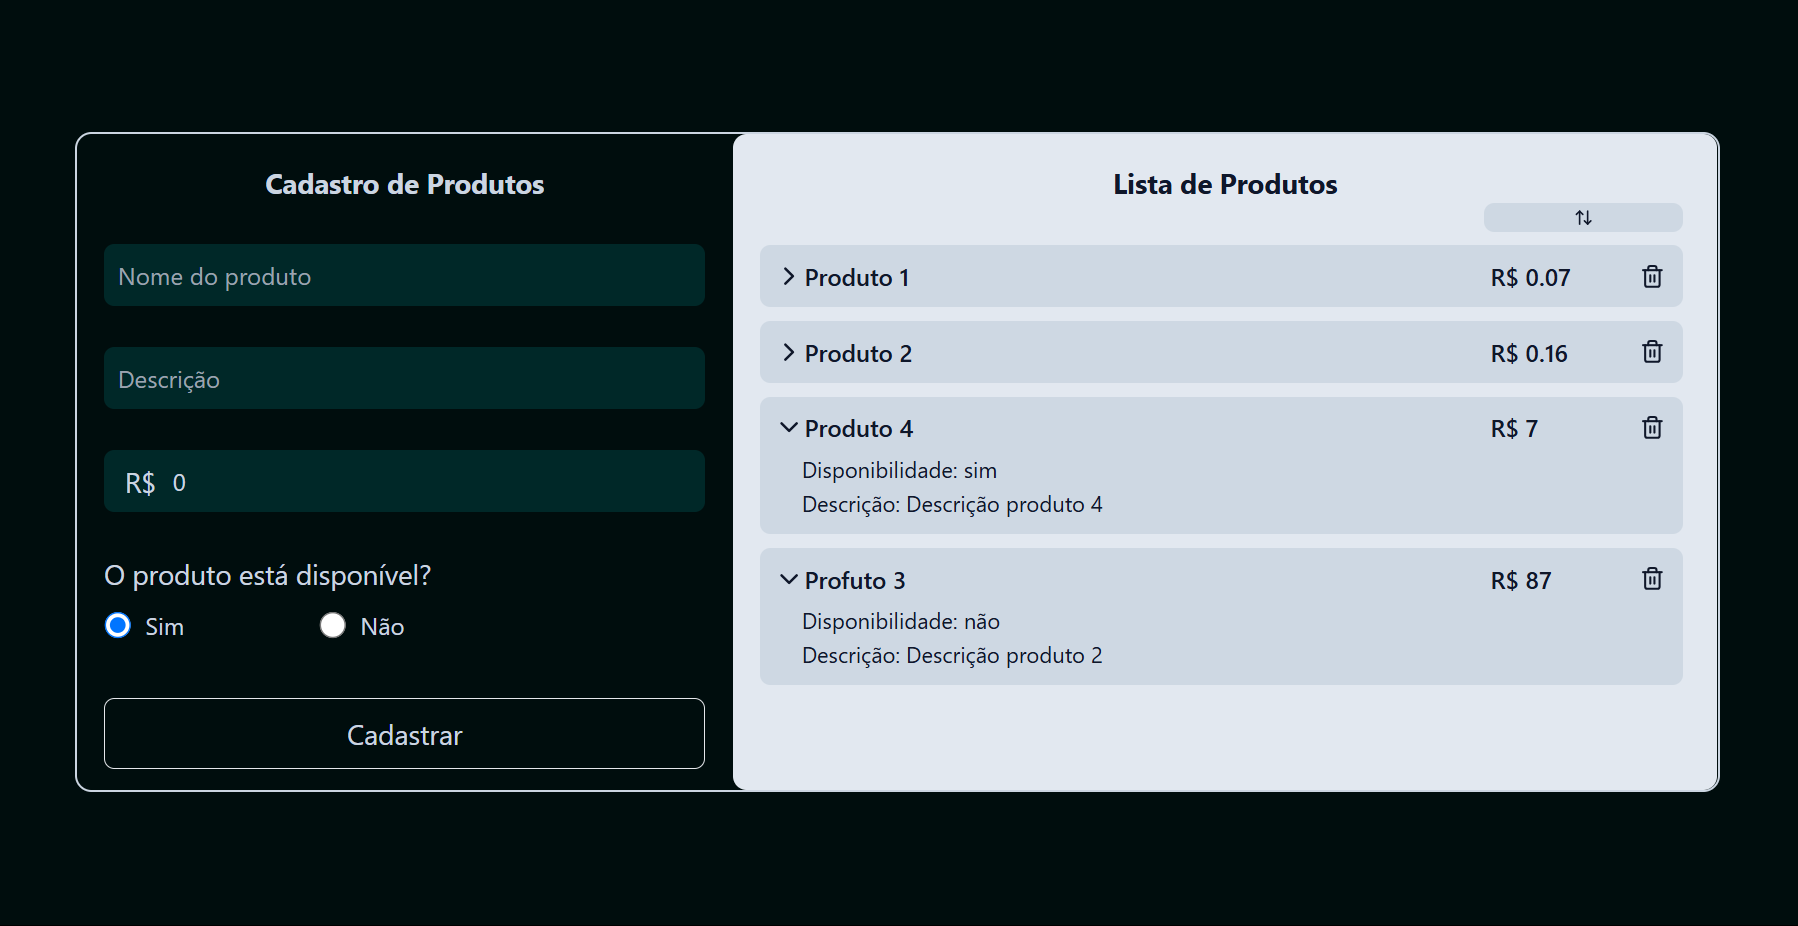 Cadastro de Produtos
Nome do produto
Descrição
R$ 0
O produto está disponível?
Sim Não
Cadastrar
Lista de Produtos
Produto 1 R$ 0.07
Produto 2 R$ 0.16
Produto 4 R$ 7
Disponibilidade: sim
Descrição: Descrição produto 4
Profuto 3 R$ 87
Disponibilidade: não
Descrição: Descrição produto 2